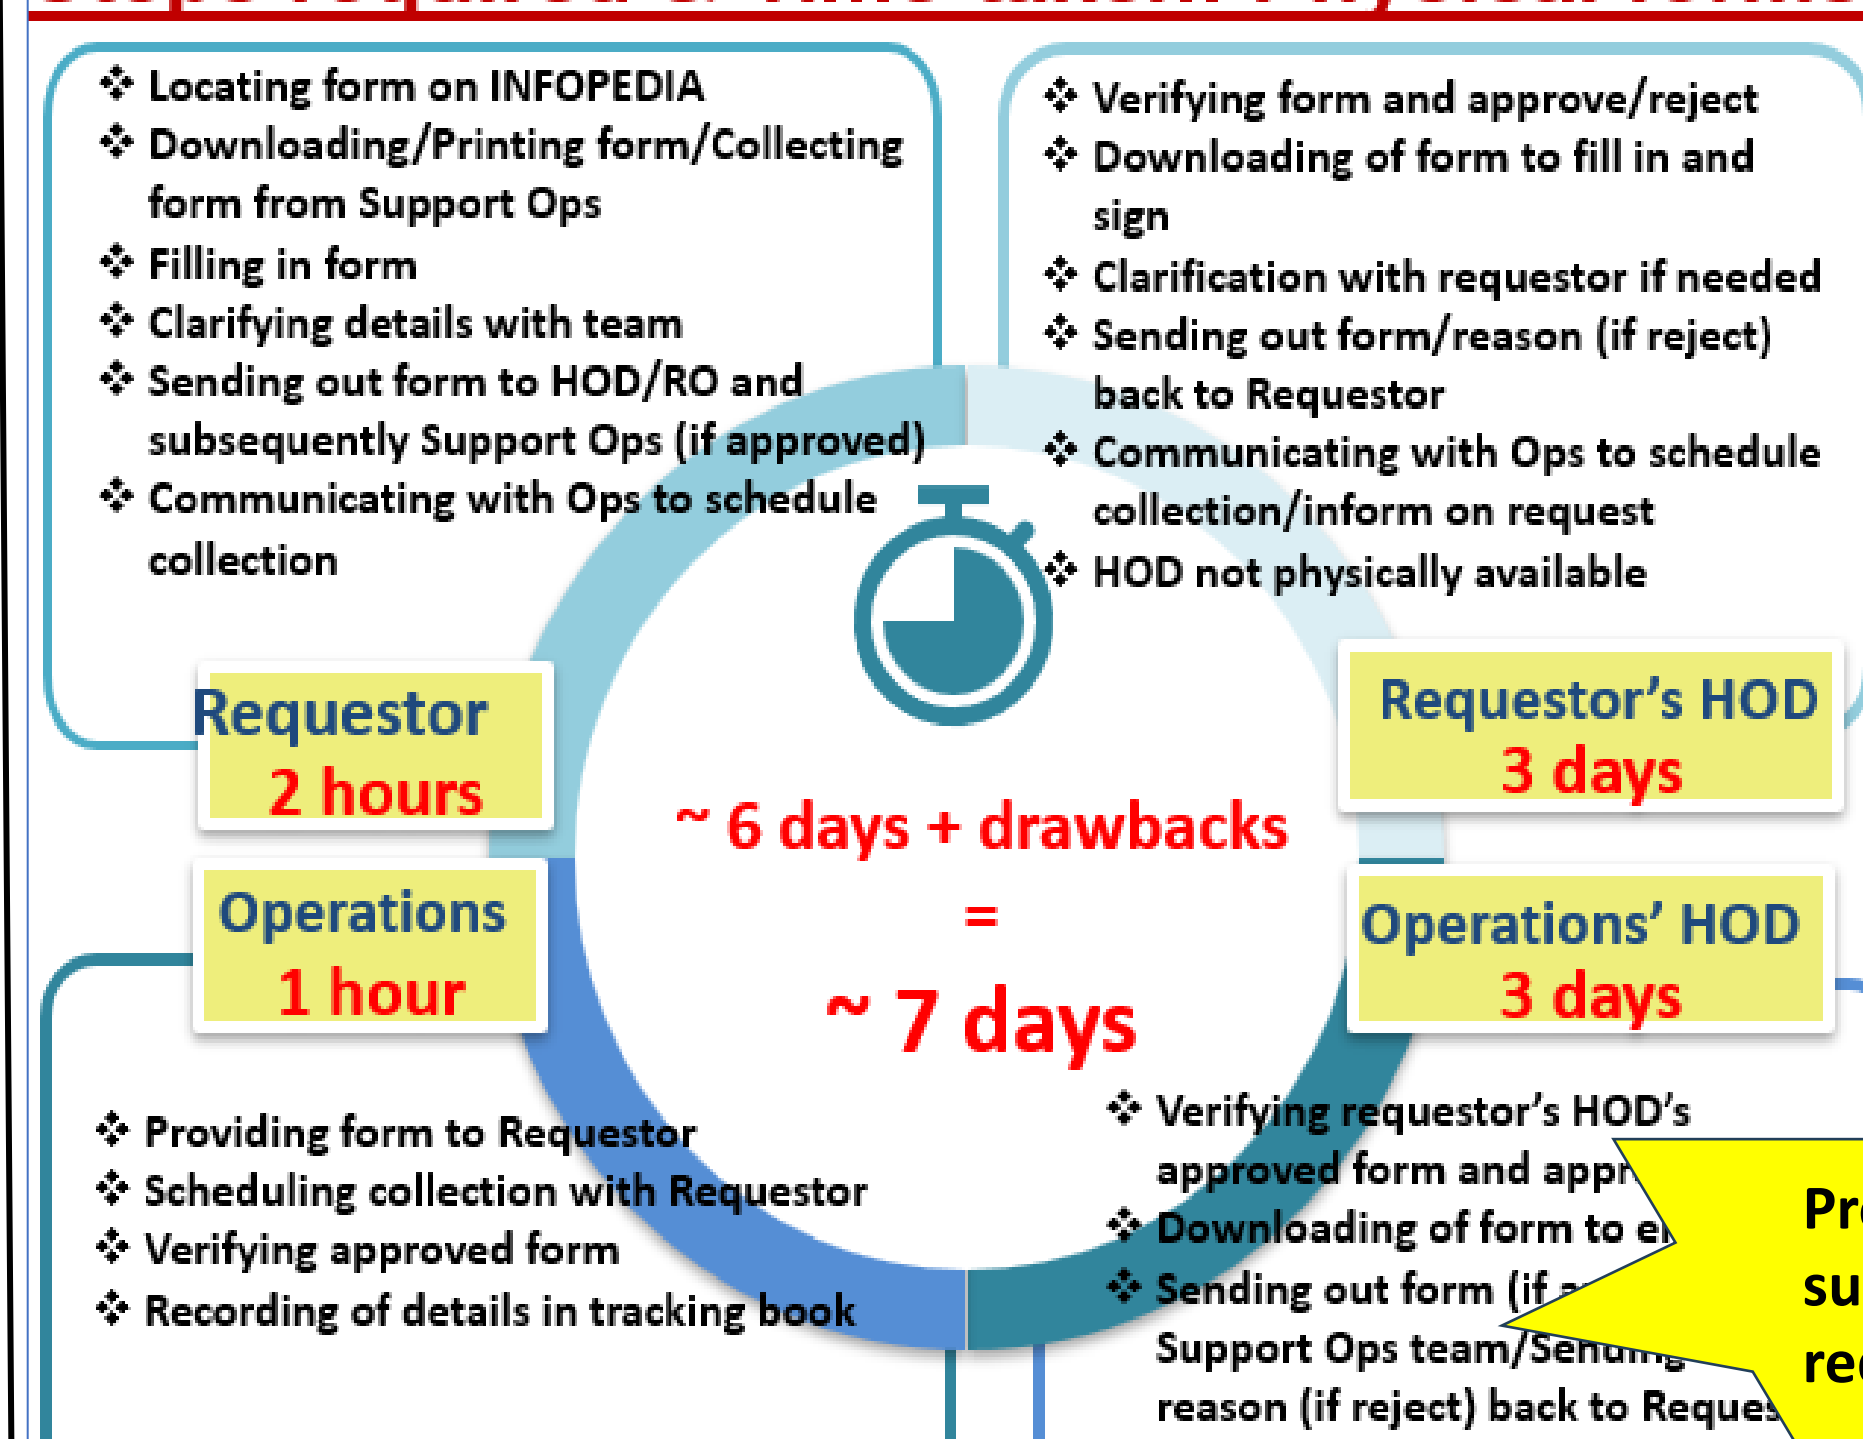 Locating form on INFOPEDIA
Downloading/Printing form/Collecting
form from Support Ops
Filling in form
Clarifying details with team
Sending out form to HOD/RO and
subsequently Support Ops (if approved)
Communicating with Ops to schedule
collection
Requestor
2 hours
Verifying form and approve/reject
Downloading of form to fill in and
sign
Clarification with requestor if needed
Sending out form/reason (if reject)
back to Requestor
Communicating with Ops to schedule
collection/inform on request
HOD not physically available
Requestor’s HOD
3 days
~ 6 days + drawbacks
=
~ 7 days
Operations
1 hour
Providing form to Requestor
Scheduling collection with Requestor
Verifying approved form
Recording of details in tracking book
Operations’ HOD
3 days
Verifying requestor’s HOD’s
approved form and
Downloading of form to
Sending out form (if
Support Ops team/Sending
reason (if reject) back to